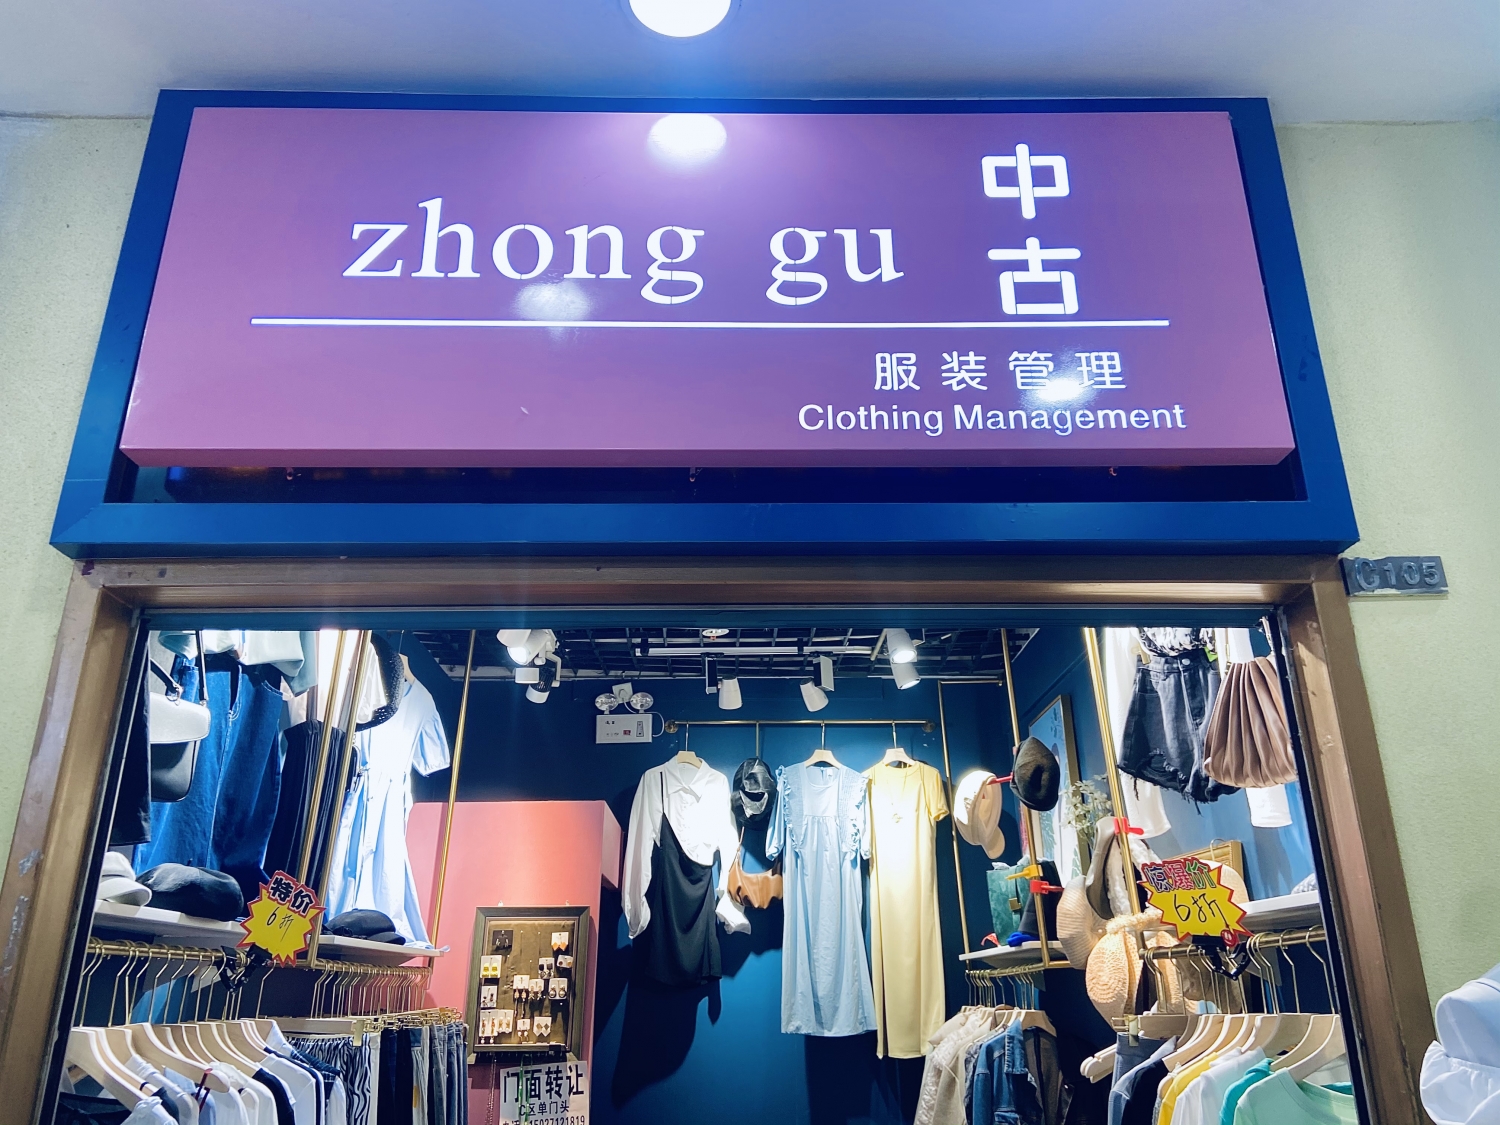 zhong gu
中古
服装管理
Clothing Management
C105
特价
6折
惊爆价
6折
门面转让
C区单门头
15927121819